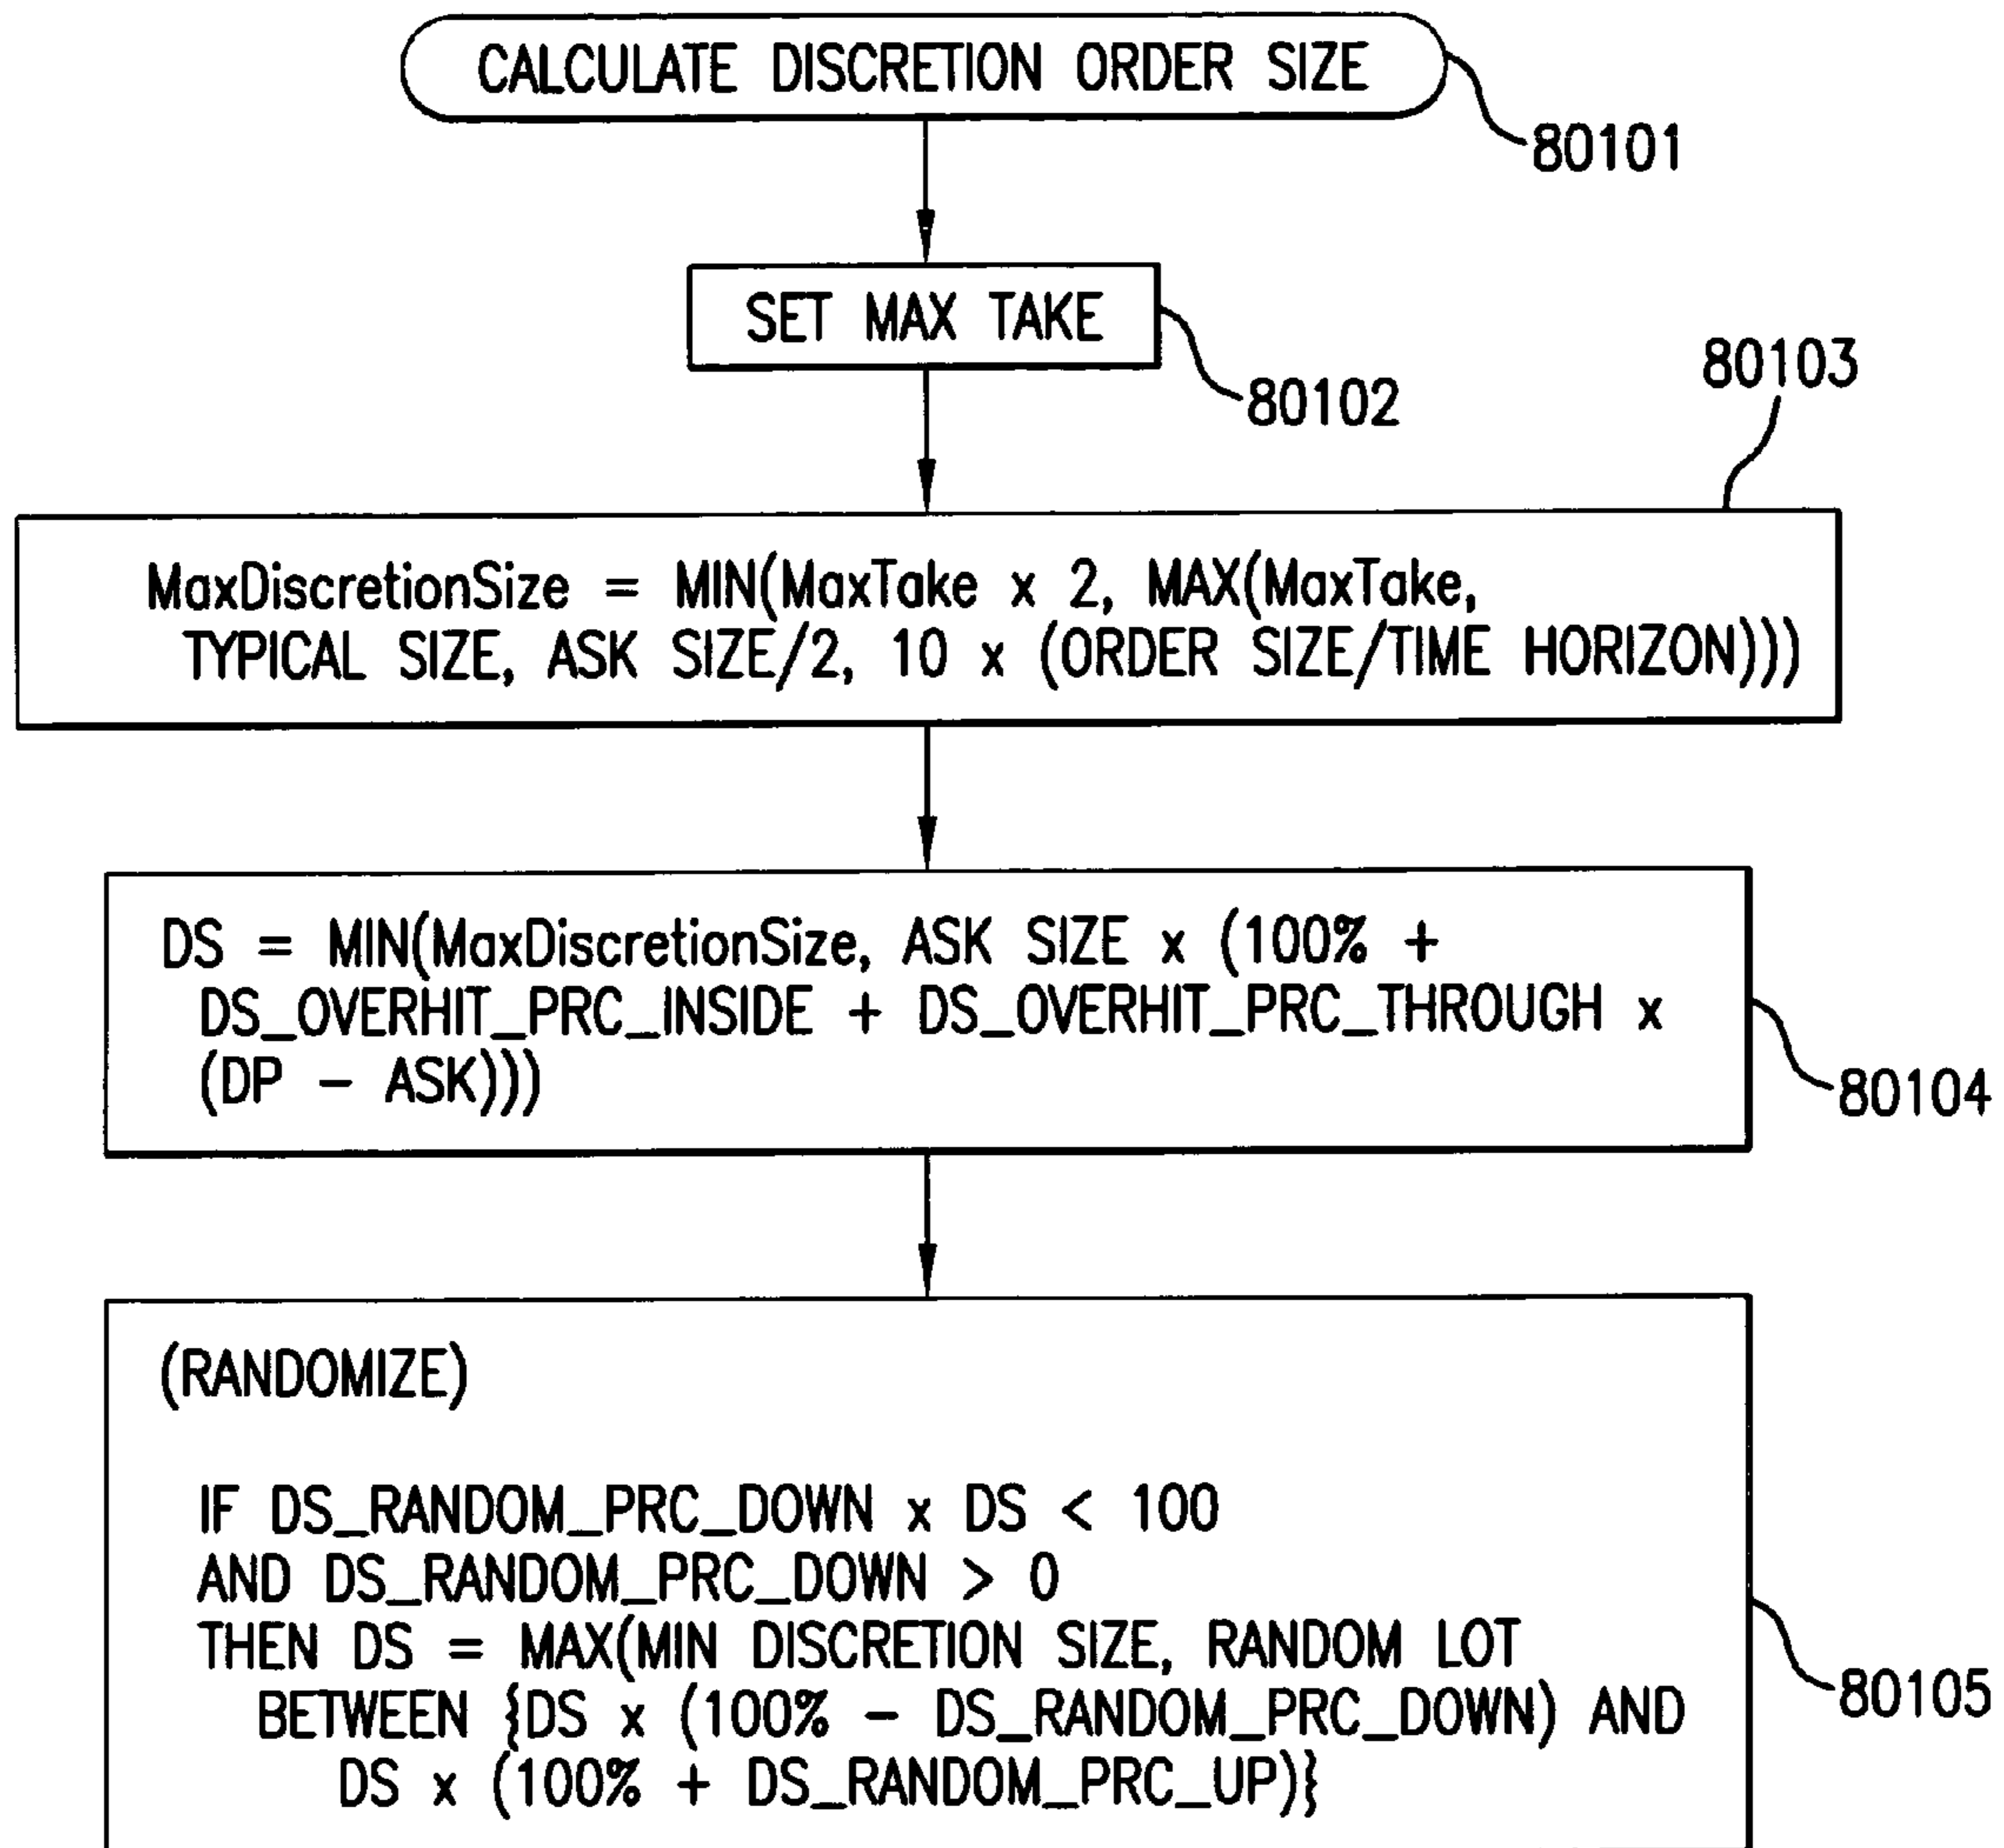 CALCULATE DISCRETION ORDER SIZE
80101
SET MAX TAKE
80102
80103
MaxDiscretionSize = MIN(MaxTake x 2, MAX(MaxTake,
TYPICAL SIZE, ASK SIZE/2, 10 x (ORDER SIZE/TIME HORIZON)))
DS = MIN(MaxDiscretionSize, ASK SIZE x (100% +
DS_OVERHIT_PRC_INSIDE + DS_OVERHIT_PRC_THROUGH x
(DP - ASK)))
80104
(RANDOMIZE)
IF DS_RANDOM_PRC_DOWN x DS < 100
AND DS_RANDOM_PRC_DOWN > 0
THEN DS = MAX(MIN DISCRETION SIZE, RANDOM LOT
BETWEEN {DS x (100% - DS_RANDOM_PRC_DOWN) AND
DS x (100% + DS_RANDOM_PRC_UP)}
80105